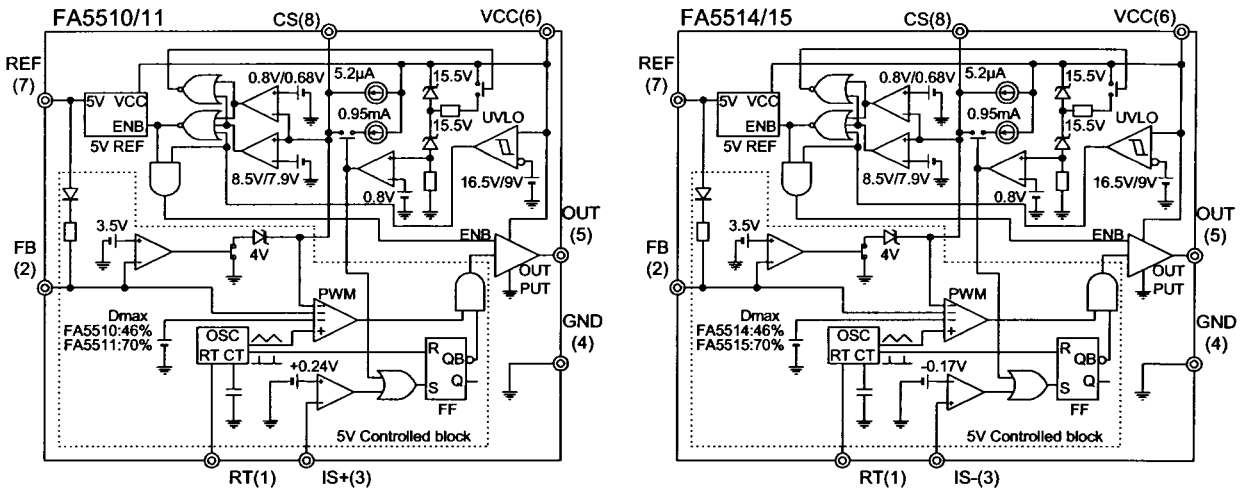 FA5510/11
CS(8)
VCC(6)
REF
(7)
5V VCC
ENB
5V REF
0.8V/0.68V
5.2μA
15.5V
0.95mA
15.5V
UVLO
8.5V/7.9V
0.8V
16.5V/9V
3.5V
4V
ENB
OUT
(5)
OUT
PUT
FB
(2)
PWM
Dmax
FA5510:46%
FA5511:70%
OSC
RT CT
+0.24V
R
QB
S
Q
FF
GND
(4)
5V Controlled block
RT(1)
IS+(3)
FA5514/15
CS(8)
VCC(6)
REF
(7)
5V VCC
ENB
5V REF
0.8V/0.68V
5.2μA
15.5V
0.95mA
15.5V
UVLO
8.5V/7.9V
0.8V
16.5V/9V
3.5V
4V
ENB
OUT
(5)
OUT
PUT
FB
(2)
PWM
Dmax
FA5514:46%
FA5515:70%
OSC
RT CT
−0.17V
R
QB
S
Q
FF
GND
(4)
5V Controlled block
RT(1)
IS-(3)